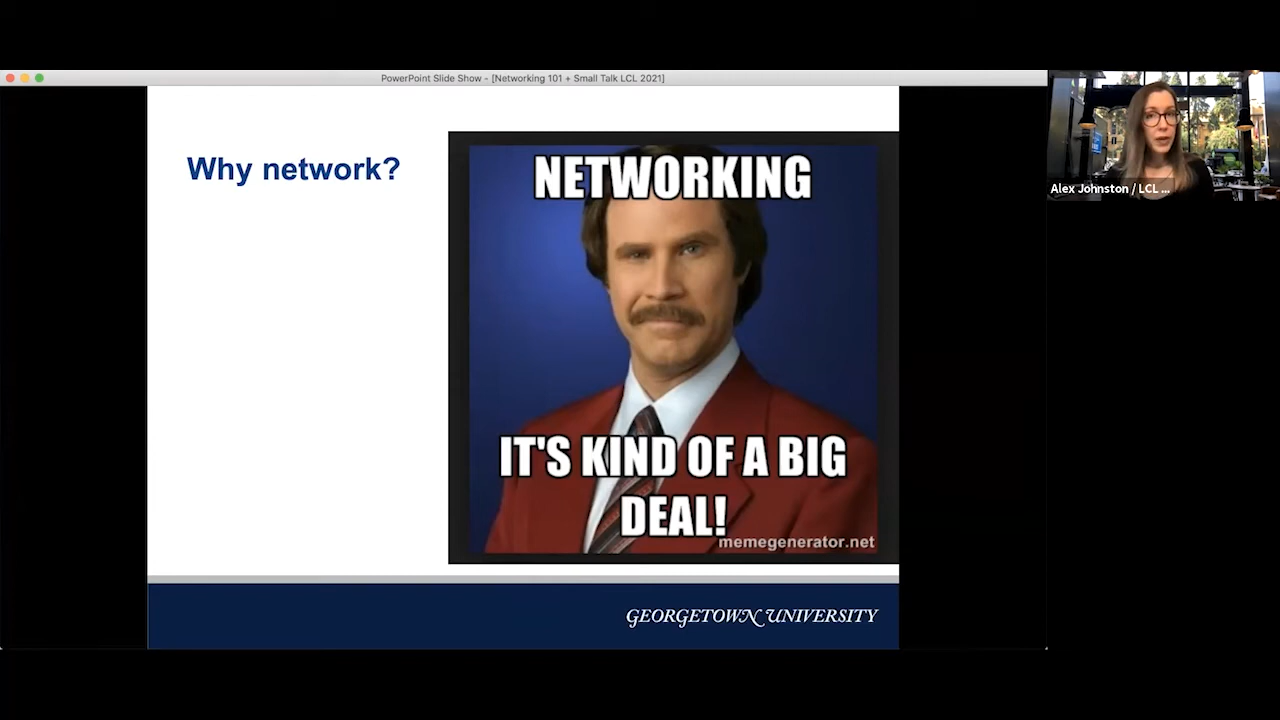 PowerPoint Slide Show - [Networking 101 + Small Talk LCL 2021]
Why network?
NETWORKING
IT'S KIND OF A BIG
DEAL!
memegenerator.net
GEORGETOWN UNIVERSITY
Alex Johnston / LCL ...